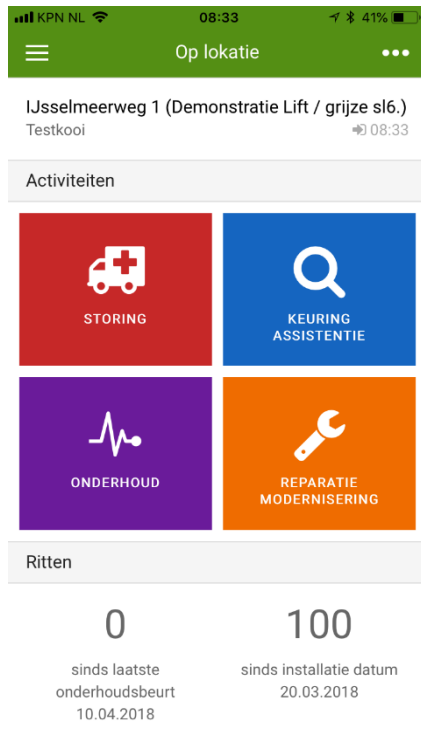 KPN NL 08:33 41%
Op lokatie
IJsselmeerweg 1 (Demonstratie Lift / grijze sl6.)
Testkooi 08:33
Activiteiten
STORING
KEURING
ASSISTENTIE
ONDERHOUD
REPARATIE
MODERNISERING
Ritten
0
sinds laatste
onderhoudsbeurt
10.04.2018
100
sinds installatie datum
20.03.2018